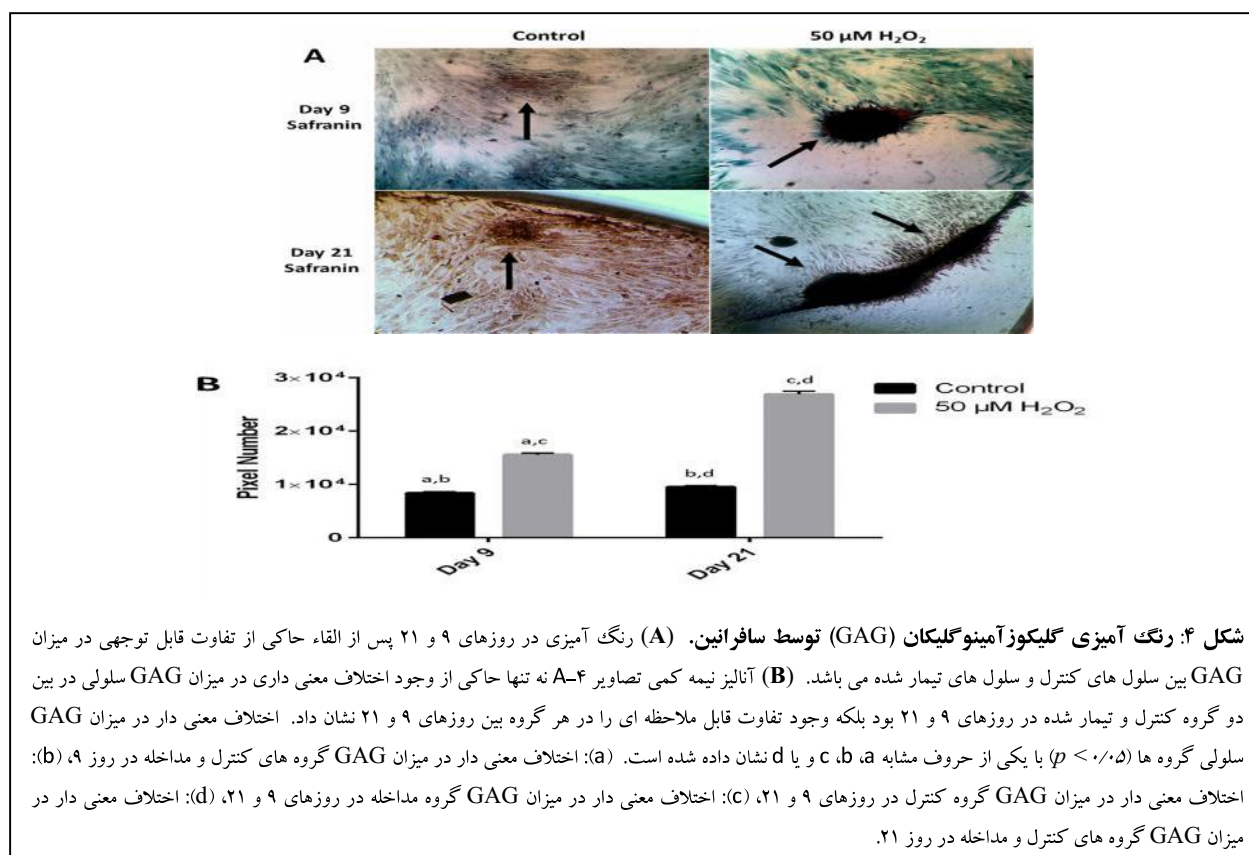 Control
50 µM H₂O₂
A
Day 9
Safranin
Day 21
Safranin
B
Pixel Number
3×10⁴
2×10⁴
1×10⁴
0
a,b
a,c
b,d
c,d
Day 9
Day 21
Control
50 µM H₂O₂
شکل ۴: رنگ آمیزی گلیکوزآمینوگلیکان (GAG) توسط سافرانین. (A) رنگ آمیزی در روزهای ۹ و ۲۱ پس از القاء حاکی از تفاوت قابل توجهی در میزان
GAG بین سلول های کنترل و سلول های تیمار شده می باشد. (B) آنالیز نیمه کمی تصاویر A-۴ نه تنها حاکی از وجود اختلاف معنی داری در میزان GAG سلولی در بین
دو گروه کنترل و تیمار شده در روزهای ۹ و ۲۱ بود بلکه وجود تفاوت قابل ملاحظه ای را در هر گروه بین روزهای ۹ و ۲۱ نشان داد. اختلاف معنی دار در میزان GAG
سلولی گروه ها (p <۰/۰۵) با یکی از حروف مشابه c ،b ،a و یا d نشان داده شده است. (a): اختلاف معنی دار در میزان GAG گروه های کنترل و مداخله در روز ۹، (b):
اختلاف معنی دار در میزان GAG گروه کنترل در روزهای ۹ و ۲۱، (c): اختلاف معنی دار در میزان GAG گروه مداخله در روزهای ۹ و ۲۱، (d): اختلاف معنی دار در
میزان GAG گروه های کنترل و مداخله در روز ۲۱.